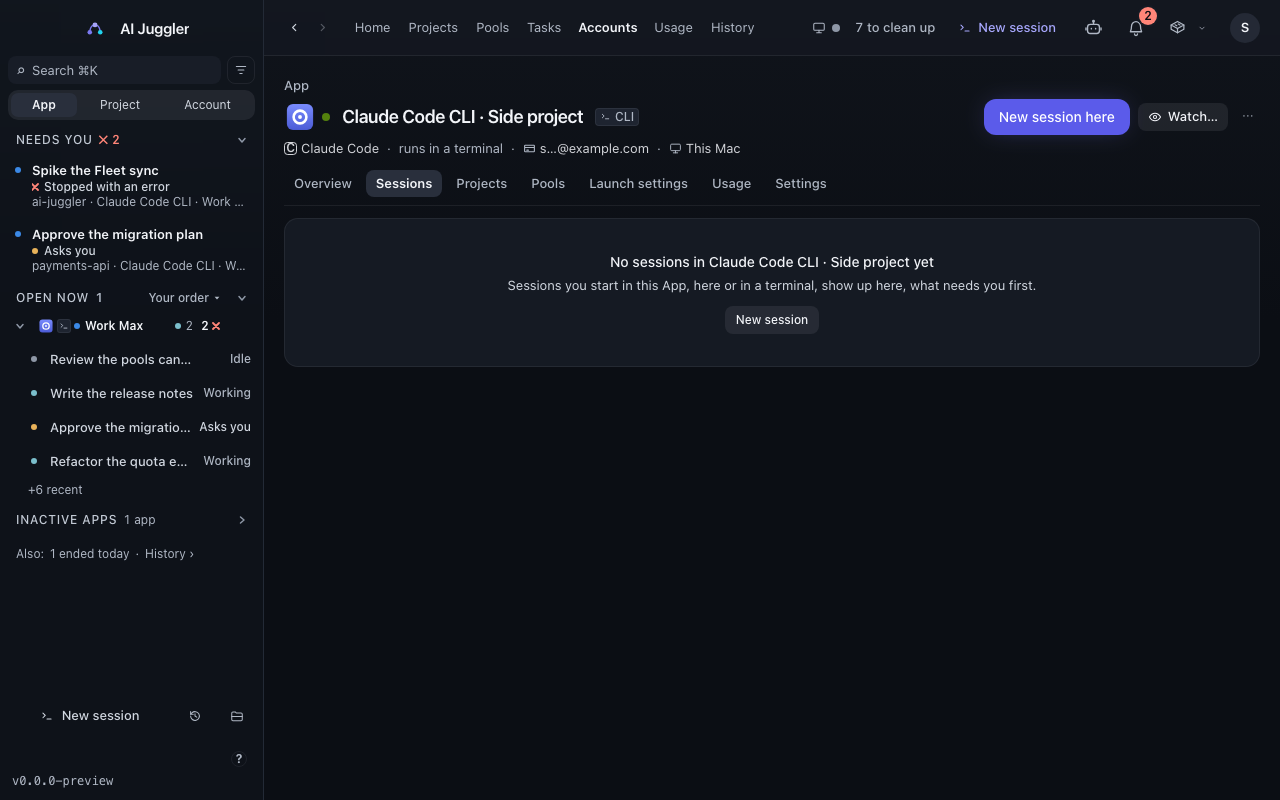 AI Juggler
Search ⌘K
App Project Account
NEEDS YOU 2
Spike the Fleet sync
Stopped with an error
ai-juggler · Claude Code CLI · Work ...
Approve the migration plan
Asks you
payments-api · Claude Code CLI · W...
OPEN NOW 1 Your order
Work Max 2 2
Review the pools can... Idle
Write the release notes Working
Approve the migratio... Asks you
Refactor the quota e... Working
+6 recent
INACTIVE APPS 1 app
Also: 1 ended today · History ›
New session
?
v0.0.0-preview
Home Projects Pools Tasks Accounts Usage History 7 to clean up New session 2 S
App
Claude Code CLI · Side project CLI New session here Watch... ...
Claude Code · runs in a terminal · s...@example.com · This Mac
Overview Sessions Projects Pools Launch settings Usage Settings
No sessions in Claude Code CLI · Side project yet
Sessions you start in this App, here or in a terminal, show up here, what needs you first.
New session